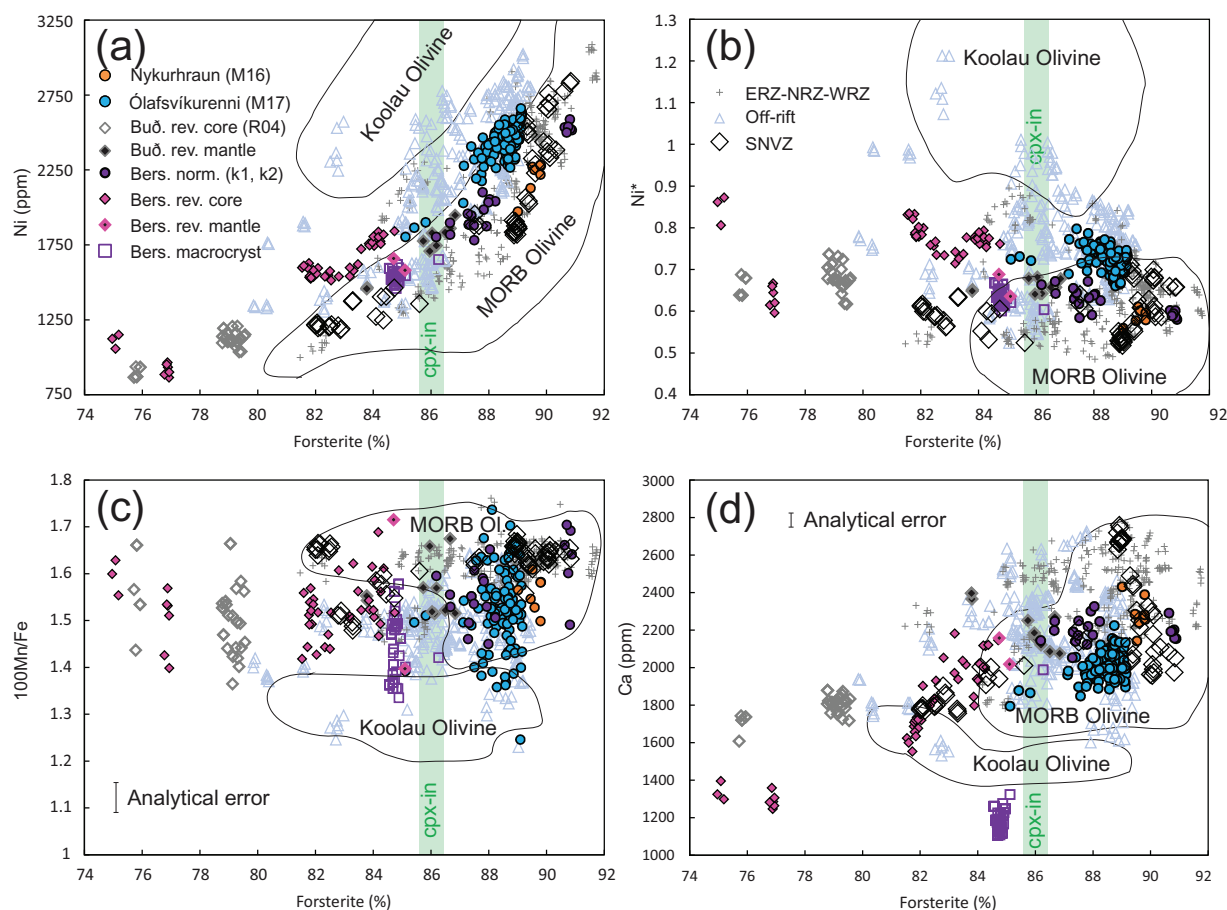 (a)
Koolau Olivine
MORB Olivine
cpx-in
Nykurhraun (M16)
Ólafsvíkurenni (M17)
Buð. rev. core (R04)
Buð. rev. mantle
Bers. norm. (k1, k2)
Bers. rev. core
Bers. rev. mantle
Bers. macrocryst
Ni (ppm)
3250
2750
2250
1750
1250
750
74 76 78 80 82 84 86 88 90 92
Forsterite (%)
(b)
Koolau Olivine
ERZ-NRZ-WRZ
Off-rift
SNVZ
cpx-in
MORB Olivine
Ni*
1.3
1.2
1.1
1
0.9
0.8
0.7
0.6
0.5
0.4
74 76 78 80 82 84 86 88 90 92
Forsterite (%)
(c)
MORB Ol.
Koolau Olivine
Analytical error
cpx-in
100Mn/Fe
1.8
1.7
1.6
1.5
1.4
1.3
1.2
1.1
1
74 76 78 80 82 84 86 88 90 92
Forsterite (%)
(d)
Analytical error
MORB Olivine
Koolau Olivine
cpx-in
Ca (ppm)
3000
2800
2600
2400
2200
2000
1800
1600
1400
1200
1000
74 76 78 80 82 84 86 88 90 92
Forsterite (%)